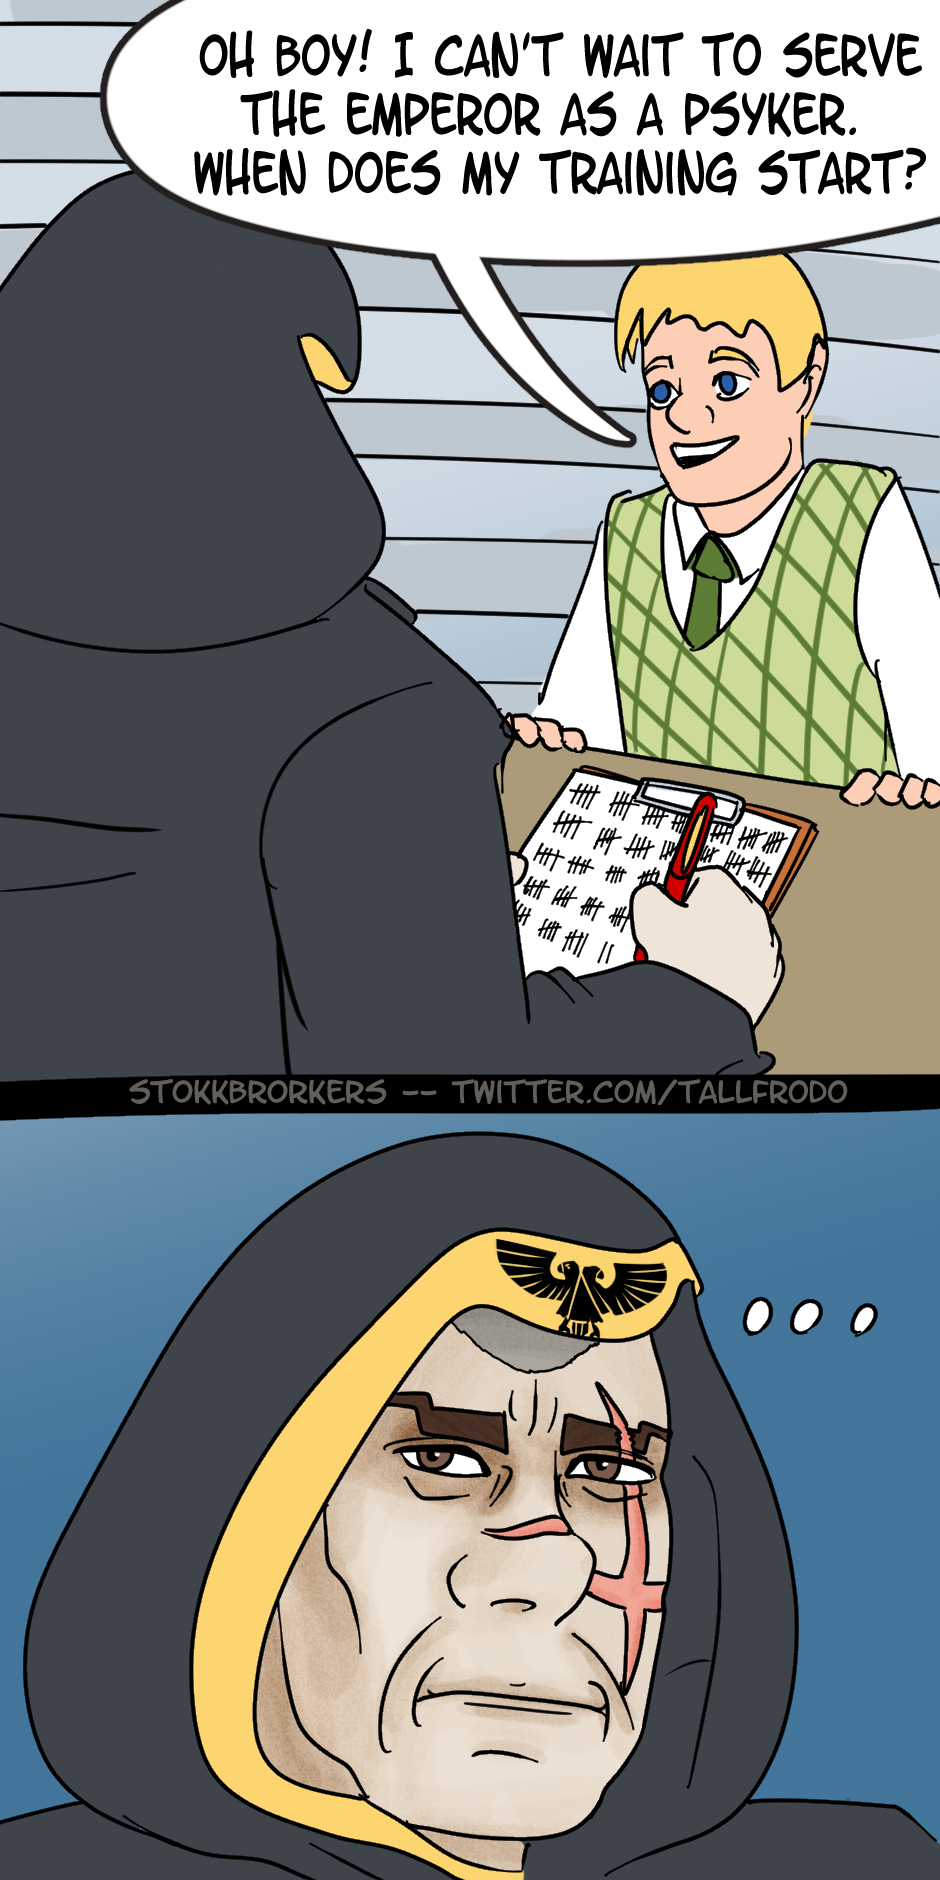 OH BOY! I CAN'T WAIT TO SERVE
THE EMPEROR AS A PSYKER.
WHEN DOES MY TRAINING START?
STOKKBRORKERS -- TWITTER.COM/TALLFRODO
...